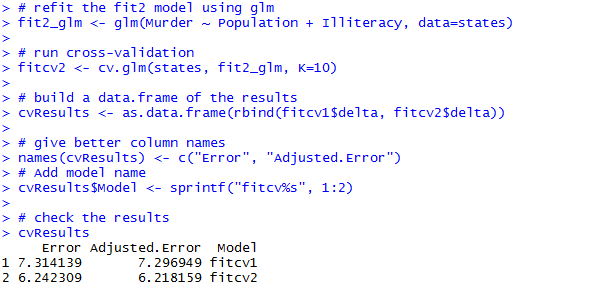 > # refit the fit2 model using glm
> fit2_glm <- glm(Murder ~ Population + Illiteracy, data=states)
>
> # run cross-validation
> fitcv2 <- cv.glm(states, fit2_glm, K=10)
>
> # build a data.frame of the results
> cvResults <- as.data.frame(rbind(fitcv1$delta, fitcv2$delta))
>
> # give better column names
> names(cvResults) <- c("Error", "Adjusted.Error")
> # Add model name
> cvResults$Model <- sprintf("fitcv%s", 1:2)
>
> # check the results
> cvResults
     Error Adjusted.Error  Model
1 7.314139       7.296949 fitcv1
2 6.242309       6.218159 fitcv2